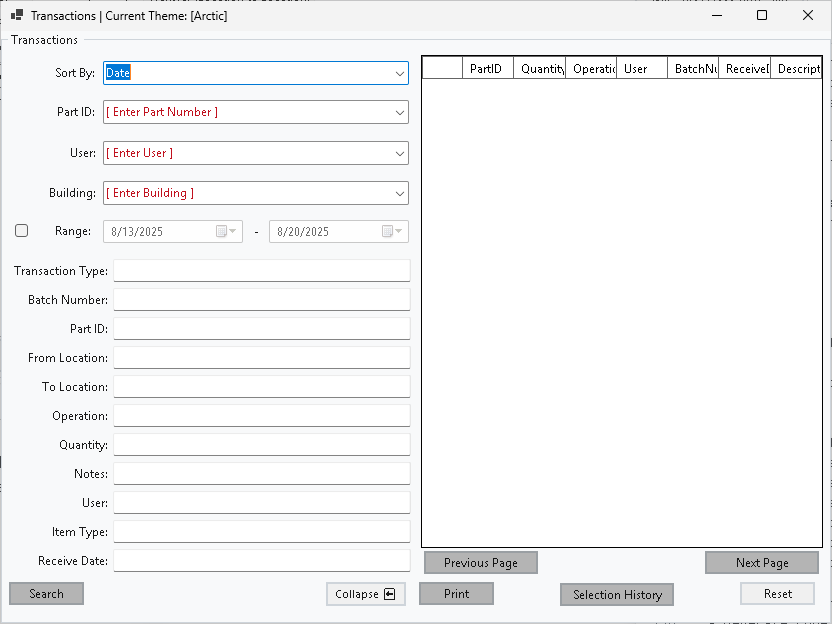 Transactions | Current Theme: [Arctic]
Transactions
Sort By: Date
Part ID: [ Enter Part Number ]
User: [ Enter User ]
Building: [ Enter Building ]
Range: 8/13/2025 - 8/20/2025
Transaction Type:
Batch Number:
Part ID:
From Location:
To Location:
Operation:
Quantity:
Notes:
User:
Item Type:
Receive Date:
Search
Collapse
PartID Quantity Operatic User BatchNu ReceiveD Descript
Previous Page Next Page
Print Selection History Reset